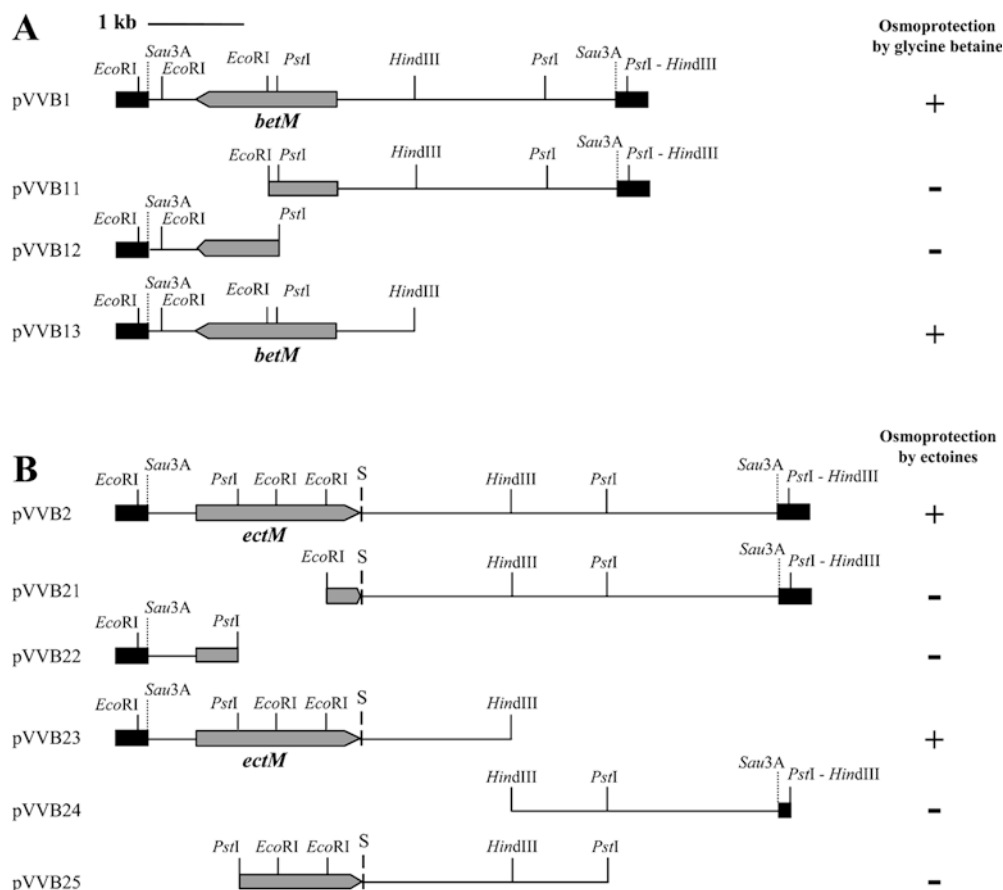 A
1 kb
Osmoprotection
by glycine betaine
EcoRI Sau3A EcoRI EcoRI PstI HindIII PstI Sau3A PstI - HindIII
pVVB1 +
betM
EcoRI PstI HindIII PstI Sau3A PstI - HindIII
pVVB11 -
EcoRI Sau3A EcoRI PstI
pVVB12 -
EcoRI Sau3A EcoRI EcoRI PstI HindIII
pVVB13 +
betM
B
Osmoprotection
by ectoines
EcoRI Sau3A PstI EcoRI EcoRI S HindIII PstI Sau3A PstI - HindIII
pVVB2 +
ectM
EcoRI S HindIII PstI Sau3A PstI - HindIII
pVVB21 -
EcoRI Sau3A PstI
pVVB22 -
EcoRI Sau3A PstI EcoRI EcoRI S HindIII
pVVB23 +
ectM
HindIII PstI Sau3A PstI - HindIII
pVVB24 -
PstI EcoRI EcoRI S HindIII PstI
pVVB25 -